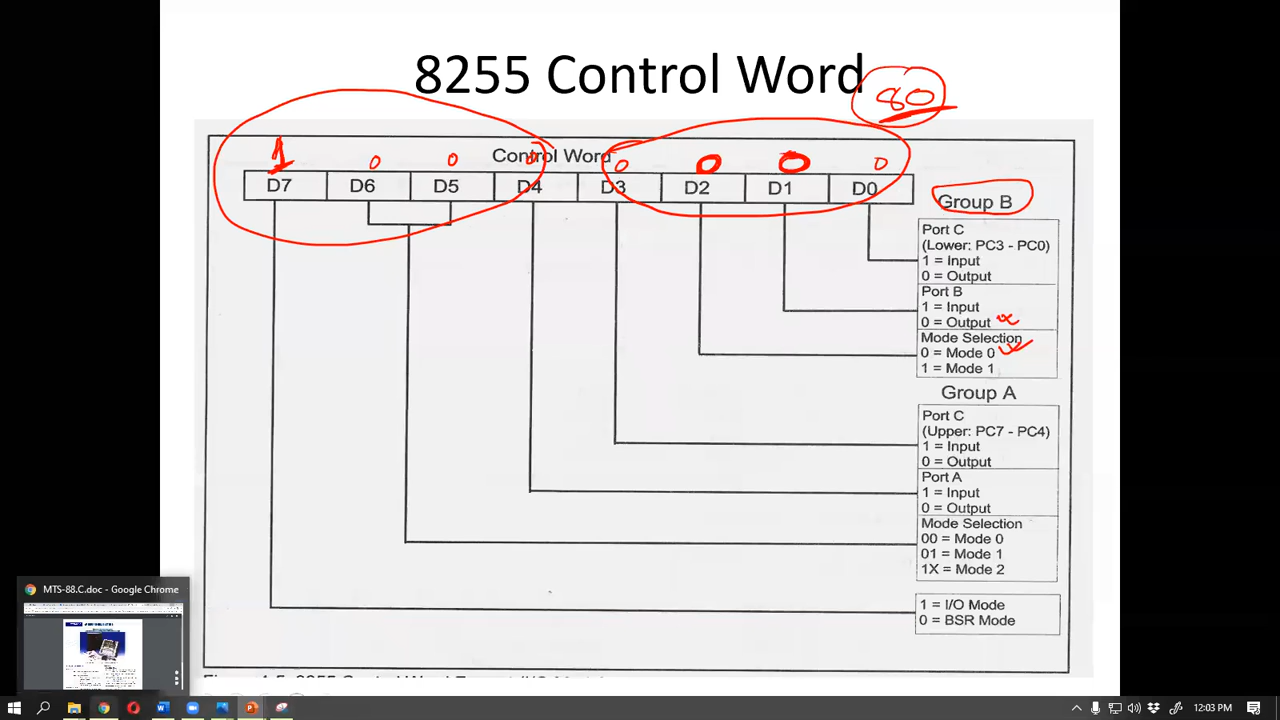 8255 Control Word
80
Control Word
1 0 0 0 0 0 0 0
D7 D6 D5 D4 D3 D2 D1 D0
Group B
Port C
(Lower: PC3 - PC0)
1 = Input
0 = Output
Port B
1 = Input
0 = Output
Mode Selection
0 = Mode 0
1 = Mode 1
Group A
Port C
(Upper: PC7 - PC4)
1 = Input
0 = Output
Port A
1 = Input
0 = Output
Mode Selection
00 = Mode 0
01 = Mode 1
1X = Mode 2
1 = I/O Mode
0 = BSR Mode
MTS-88.C.doc - Google Chrome
12:03 PM